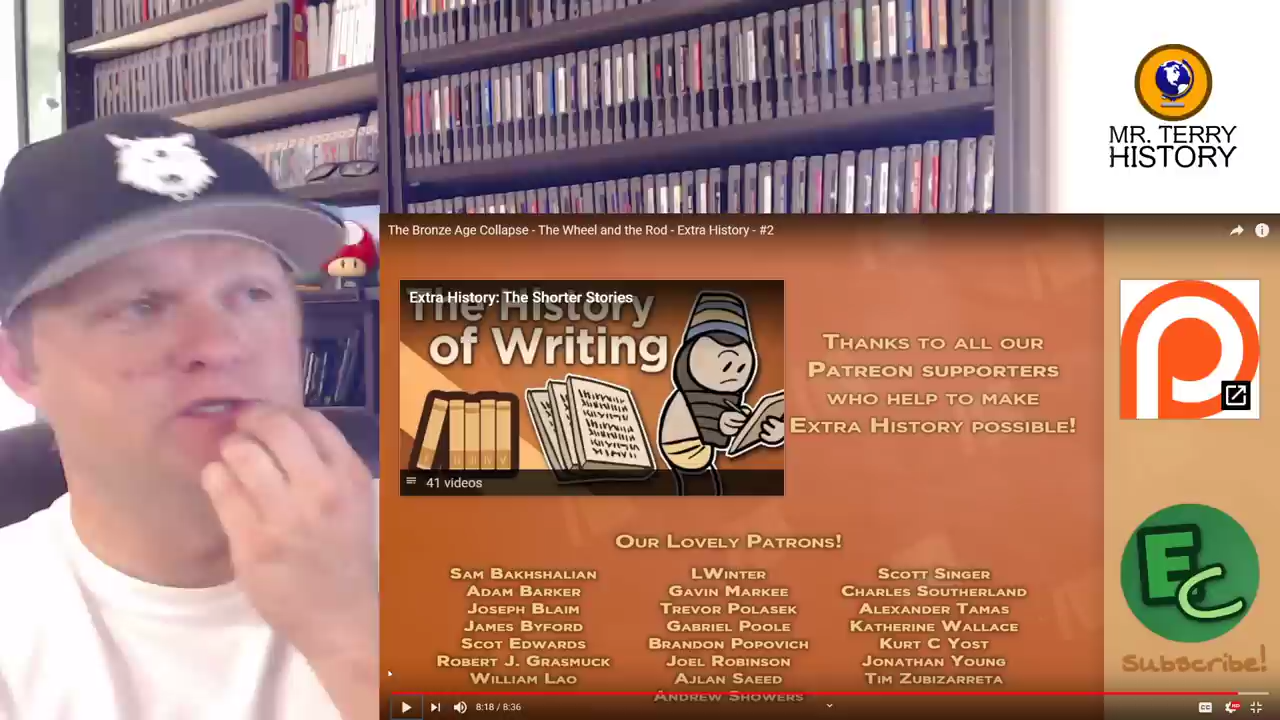 MR. TERRY
HISTORY
The Bronze Age Collapse - The Wheel and the Rod - Extra History - #2
Extra History: The Shorter Stories
The History
of Writing
41 videos
THANKS TO ALL OUR
PATREON SUPPORTERS
WHO HELP TO MAKE
EXTRA HISTORY POSSIBLE!
OUR LOVELY PATRONS!
SAM BAKHSHALIAN
ADAM BARKER
JOSEPH BLAIM
JAMES BYFORD
SCOT EDWARDS
ROBERT J. GRASMUCK
WILLIAM LAO
LWINTER
GAVIN MARKEE
TREVOR POLASEK
GABRIEL POOLE
BRANDON POPOVICH
JOEL ROBINSON
AJLAN SAEED
ANDREW SHOWERS
SCOTT SINGER
CHARLES SOUTHERLAND
ALEXANDER TAMAS
KATHERINE WALLACE
KURT C YOST
JONATHAN YOUNG
TIM ZUBIZARRETA
EC
Subscribe!
8:18 / 8:36
CC
HD